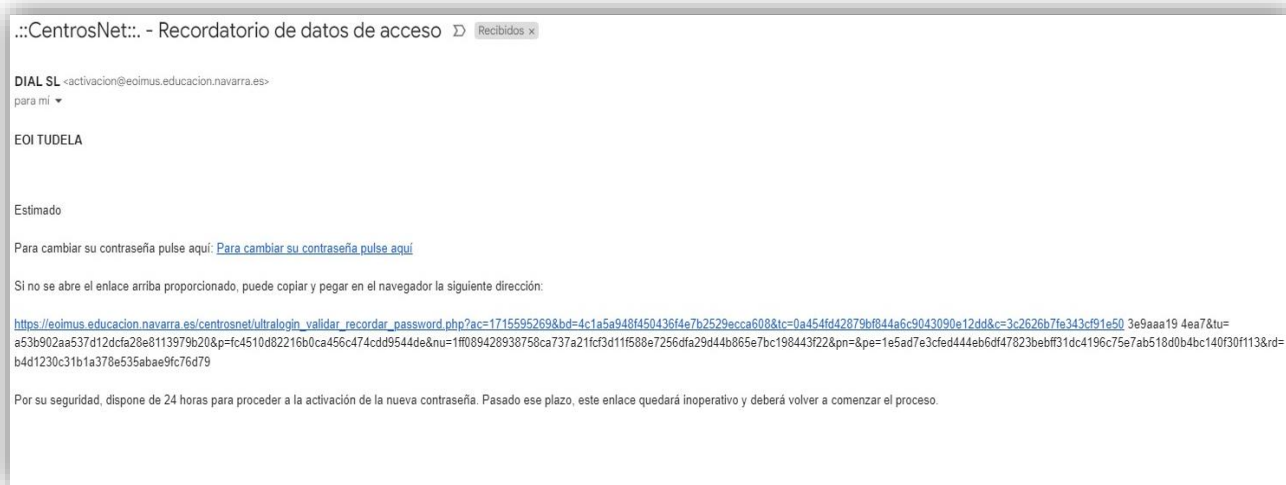 .::CentrosNet::. - Recordatorio de datos de acceso Recibidos x
DIAL SL <activacion@eoimus.educacion.navarra.es>
para mí
EOI TUDELA
Estimado
Para cambiar su contraseña pulse aquí: Para cambiar su contraseña pulse aquí
Si no se abre el enlace arriba proporcionado, puede copiar y pegar en el navegador la siguiente dirección:
https://eoimus.educacion.navarra.es/centrosnet/ultralogin_validar_recordar_password.php?ac=1715595269&bd=4c1a5a948f450436f4e7b2529ecca608&tc=0a454fd42879bf844a6c9043090e12dd&c=3c2626b7fe343cf91e50 3e9aaa19 4ea7&tu=
a53b902aa537d12dcfa28e8113979b20&p=fc4510d82216b0ca456c474cdd9544de&nu=1ff089428938758ca737a21fcf3d11f588e7256dfa29d44b865e7bc198443f22&pn=&pe=1e5ad7e3cfed444eb6df47823bebff31dc4196c75e7ab518d0b4bc140f30f113&rd=
b4d1230c31b1a378e535abae9fc76d79
Por su seguridad, dispone de 24 horas para proceder a la activación de la nueva contraseña. Pasado ese plazo, este enlace quedará inoperativo y deberá volver a comenzar el proceso.